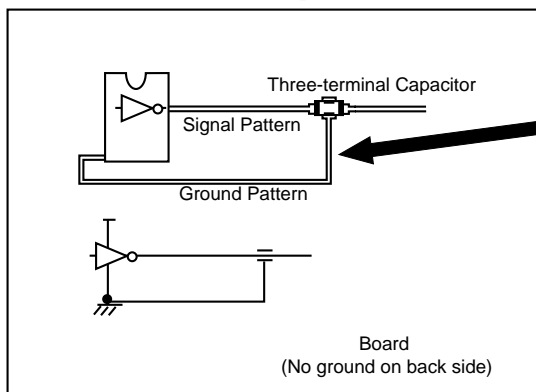 Three-terminal Capacitor
Signal Pattern
Ground Pattern
Board
(No ground on back side)